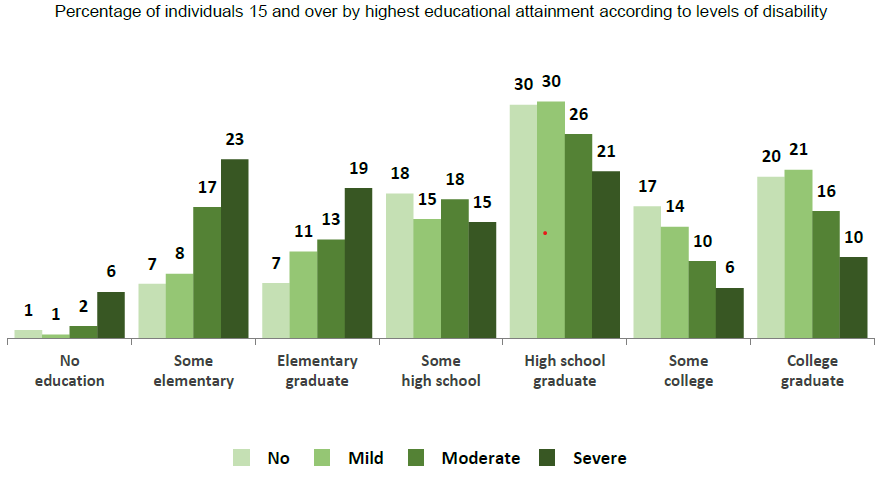 Percentage of individuals 15 and over by highest educational attainment according to levels of disability
1 1 2 6
7 8 17 23
7 11 13 19
18 15 18 15
30 30 26 21
17 14 10 6
20 21 16 10
No
education
Some
elementary
Elementary
graduate
Some
high school
High school
graduate
Some
college
College
graduate
No Mild Moderate Severe